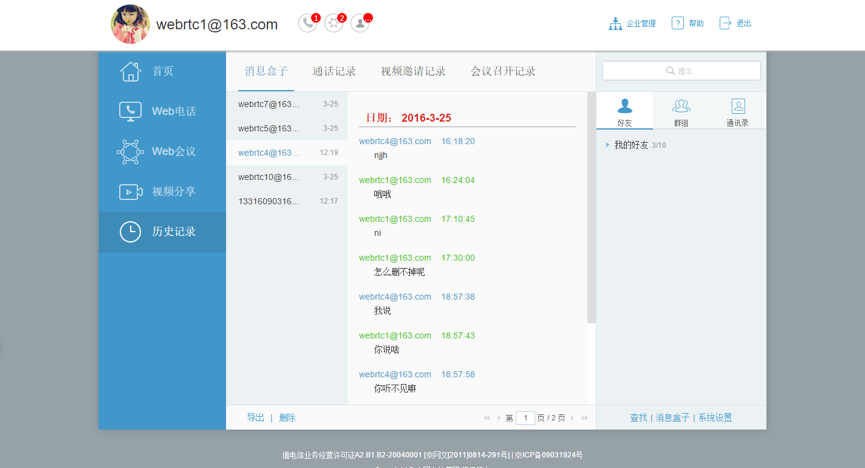 webrtc1@163.com
1
2
...
企业管理
帮助
退出
首页
Web电话
Web会议
视频分享
历史记录
消息盒子
通话记录
视频邀请记录
会议召开记录
webrtc7@163... 3-25
webrtc5@163... 3-25
webrtc4@163... 12:19
webrtc10@16... 3-25
13316090316... 12:17
日期： 2016-3-25
webrtc4@163.com 16:18:20
njjh
webrtc1@163.com 16:24:04
哦哦
webrtc1@163.com 17:10:45
ni
webrtc1@163.com 17:30:00
怎么删不掉呢
webrtc4@163.com 18:57:38
我说
webrtc1@163.com 18:57:43
你说啥
webrtc4@163.com 18:57:58
你听不见嘛
导出 | 删除
第 1 页 / 2 页
提示
好友
群组
通讯录
我的好友 3/10
查找 | 消息盒子 | 系统设置
值电信业务经营许可证A2.B1.B2-20040001 [京网文[2011]0814-291号] | 京ICP备09031924号